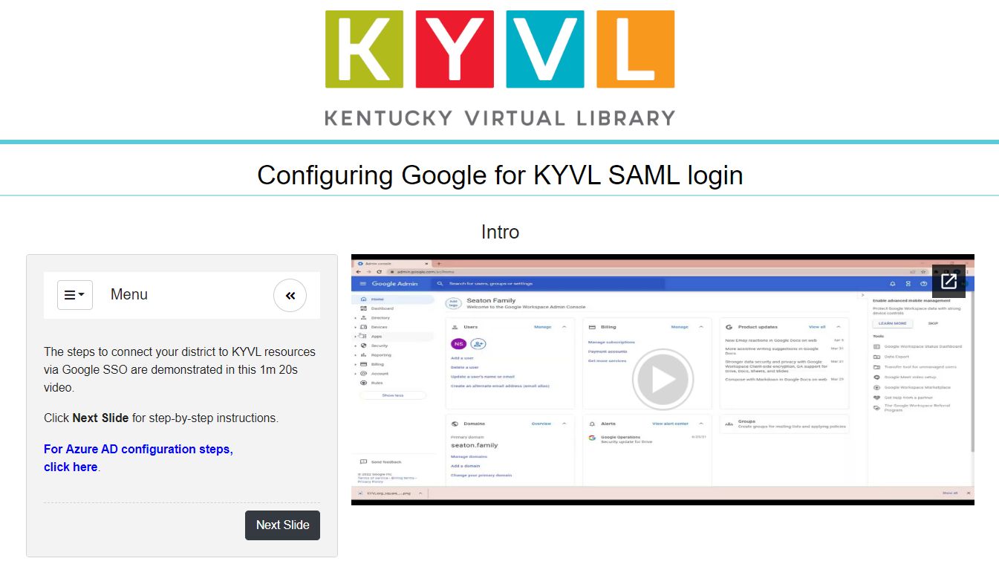 KYVL
KENTUCKY VIRTUAL LIBRARY
Configuring Google for KYVL SAML login
Intro
Menu
The steps to connect your district to KYVL resources
via Google SSO are demonstrated in this 1m 20s
video.
Click Next Slide for step-by-step instructions.
For Azure AD configuration steps,
click here.
Next Slide
Admin console
admin.google.com/ac/home
Google Admin
Search for users, groups or settings
Home
Dashboard
Directory
Devices
Apps
Security
Reporting
Billing
Account
Rules
Show less
Send feedback
© 2022 Google Inc.
Terms of service - Billing terms -
Privacy Policy
Add
logo
Seaton Family
Welcome to the Google Workspace Admin Console
Users
Manage
NS
Add a user
Delete a user
Update a user's name or email
Create an alternate email address (email alias)
Billing
Manage
Manage subscriptions
Payment accounts
Get more services
Product updates
View all
New Emoji reactions in Google Docs on web
More assistive writing suggestions in Google
Docs
Mar 31
Stronger data security and privacy with Google
Workspace Client-side encryption, GA support for
Drive, Docs, Sheets, and Slides
Compose with Markdown in Google Docs on web
Domains
Overview
Primary domain
seaton.family
Manage domains
Add a domain
Change your primary domain
Alerts
View alert center
Google Operations
Security update for Drive
Groups
Create groups for mailing lists and applying policies
Enable advanced mobile management
Protect Google Workspace data with strong
device controls
LEARN MORE
SKIP
Tools
Google Workspace Status Dashboard
Data Export
Transfer tool for unmanaged users
Google Meet video setup
Google Workspace Marketplace
Get help from a partner
The Google Workspace Referral
Program
Show all